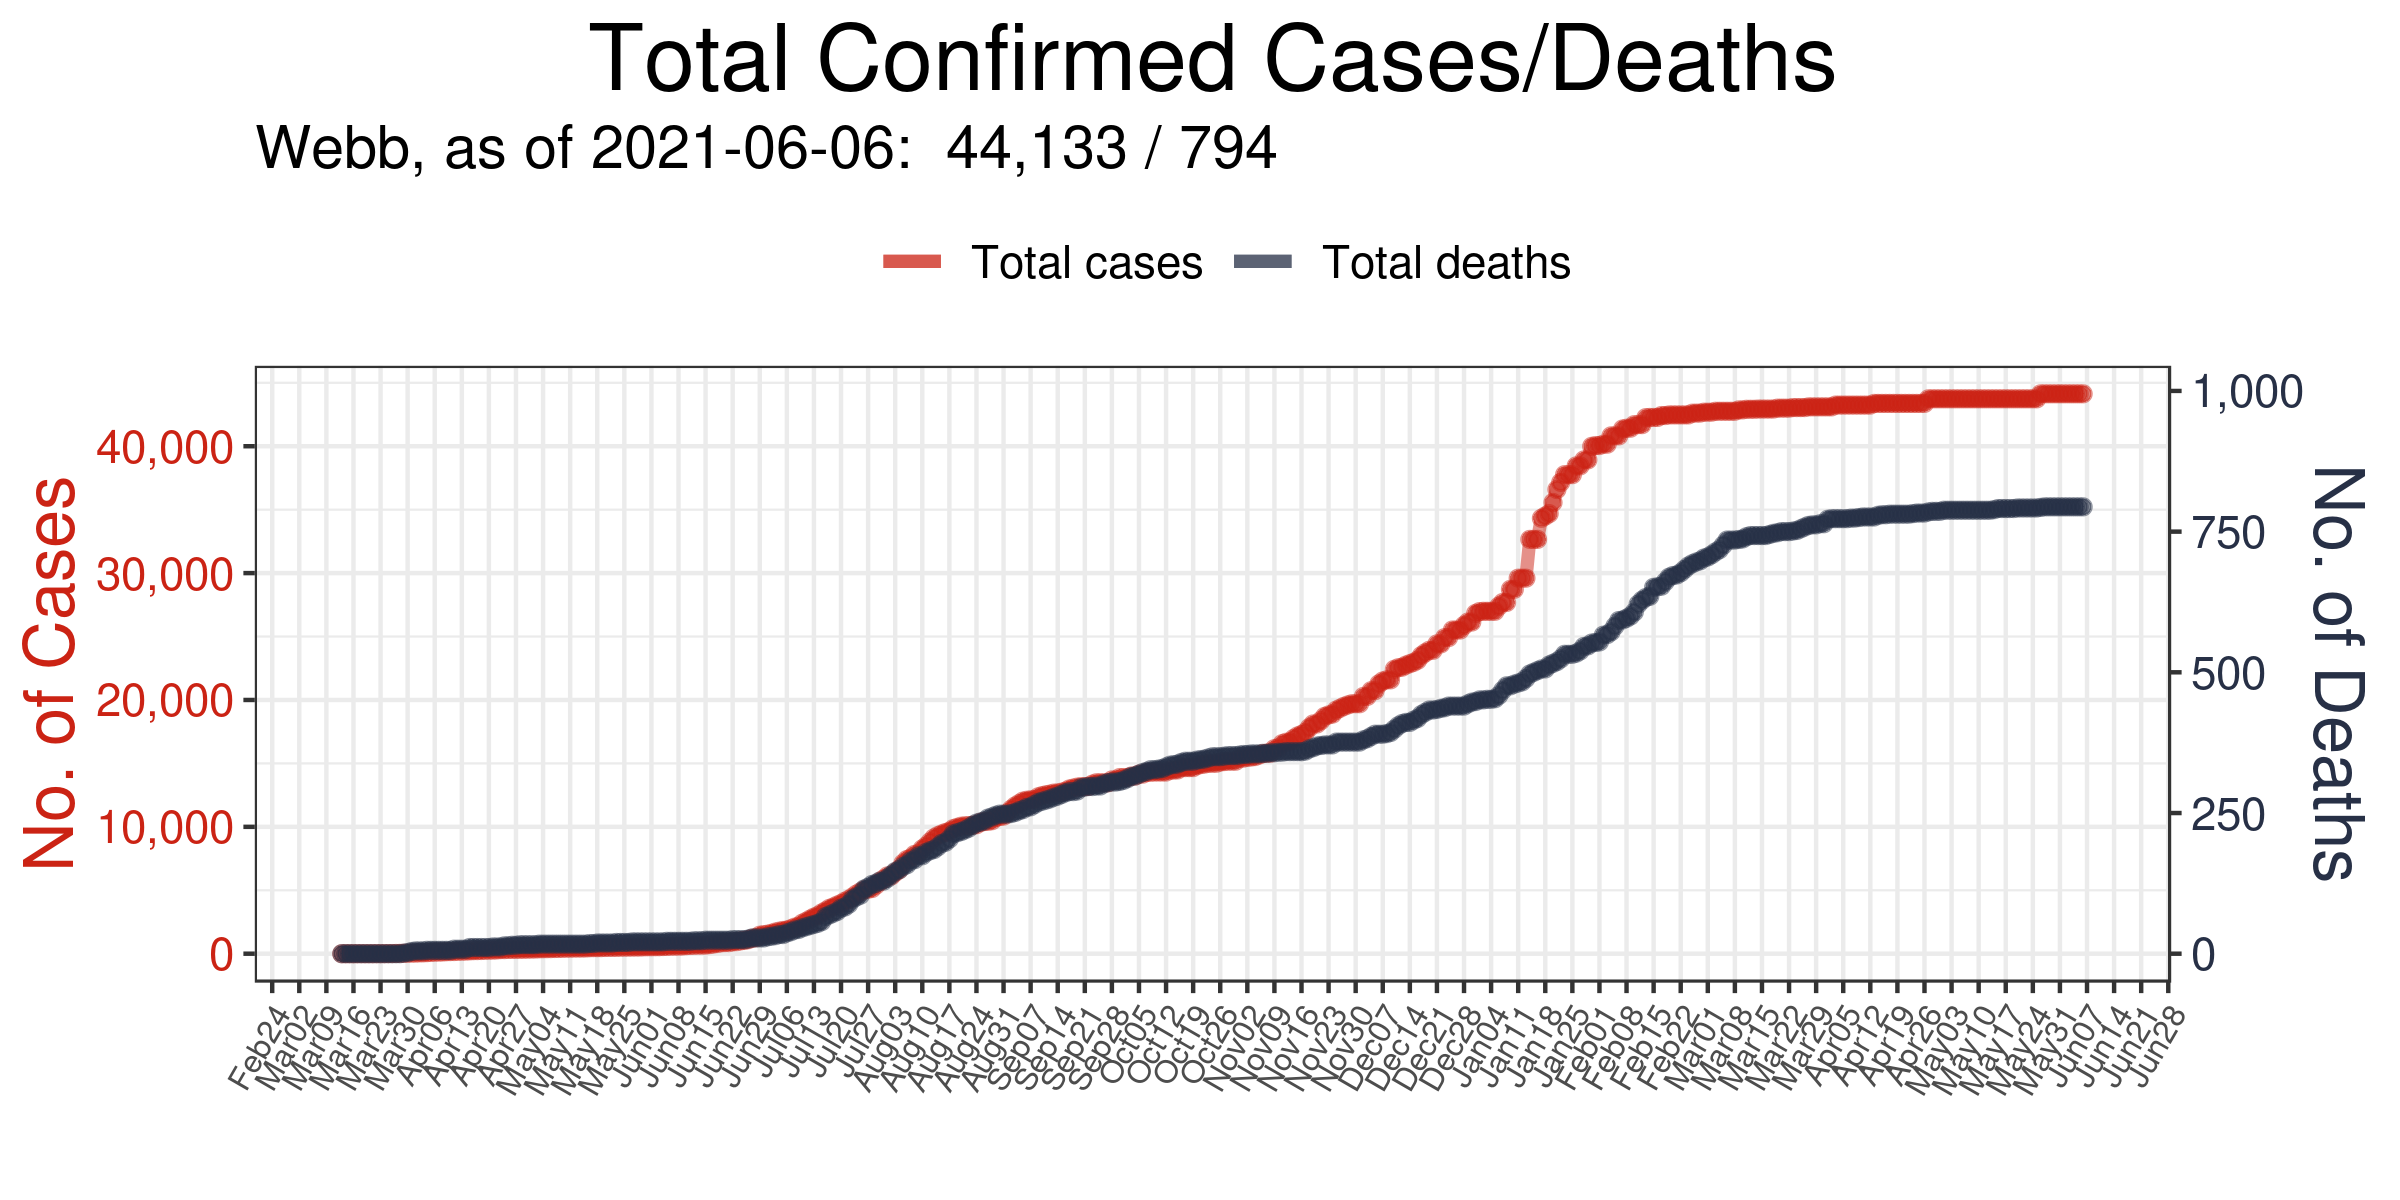 Total Confirmed Cases/Deaths
Webb, as of 2021-06-06:  44,133 / 794
Total cases
Total deaths
No. of Cases
40,000
30,000
20,000
10,000
0
1,000
750
500
250
0
No. of Deaths
Feb24
Mar02
Mar09
Mar16
Mar23
Mar30
Apr06
Apr13
Apr20
Apr27
May04
May11
May18
May25
Jun01
Jun08
Jun15
Jun22
Jun29
Jul06
Jul13
Jul20
Jul27
Aug03
Aug10
Aug17
Aug24
Aug31
Sep07
Sep14
Sep21
Sep28
Oct05
Oct12
Oct19
Oct26
Nov02
Nov09
Nov16
Nov23
Nov30
Dec07
Dec14
Dec21
Dec28
Jan04
Jan11
Jan18
Jan25
Feb01
Feb08
Feb15
Feb22
Mar01
Mar08
Mar15
Mar22
Mar29
Apr05
Apr12
Apr19
Apr26
May03
May10
May17
May24
May31
Jun07
Jun14
Jun21
Jun28